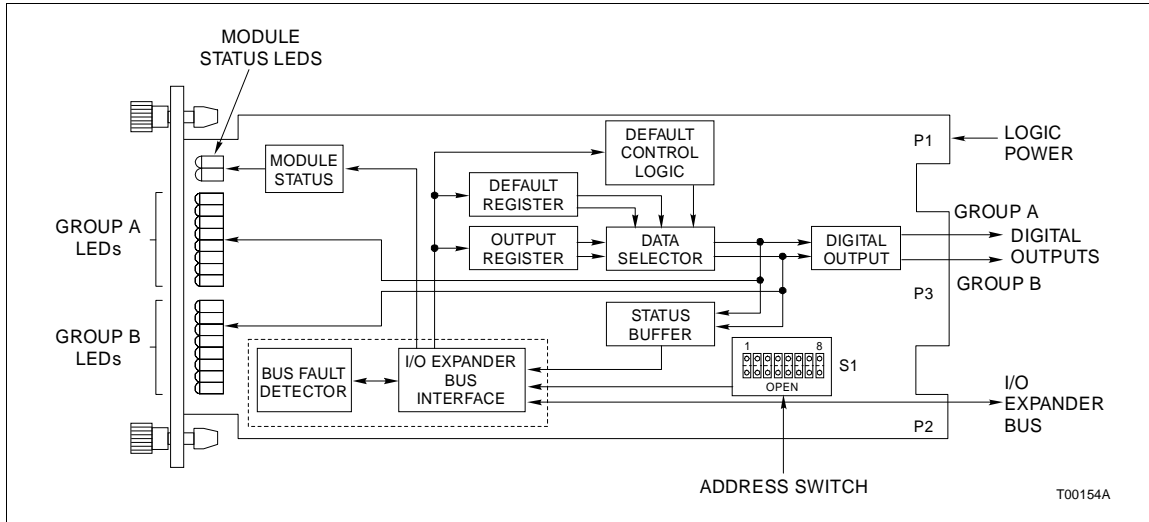 MODULE
STATUS LEDS
DEFAULT
CONTROL
LOGIC
P1
LOGIC
POWER
MODULE
STATUS
DEFAULT
REGISTER
GROUP A
LEDs
OUTPUT
REGISTER
DATA
SELECTOR
DIGITAL
OUTPUT
GROUP A
DIGITAL
OUTPUTS
GROUP B
P3
GROUP B
LEDs
STATUS
BUFFER
BUS FAULT
DETECTOR
I/O EXPANDER
BUS
INTERFACE
1 8
OPEN
S1
I/O
EXPANDER
BUS
P2
ADDRESS SWITCH
T00154A